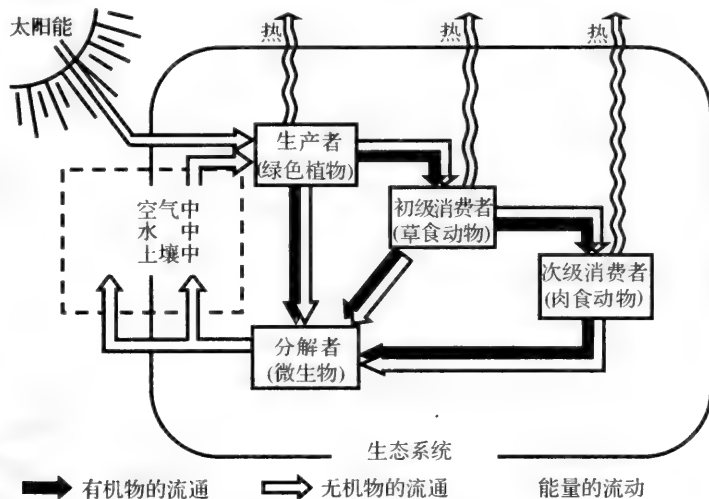 太阳能
热
热
热
生产者
(绿色植物)
空气中
水 中
土壤中
初级消费者
(草食动物)
次级消费者
(肉食动物)
分解者
(微生物)
生态系统
有机物的流通 无机物的流通 能量的流动